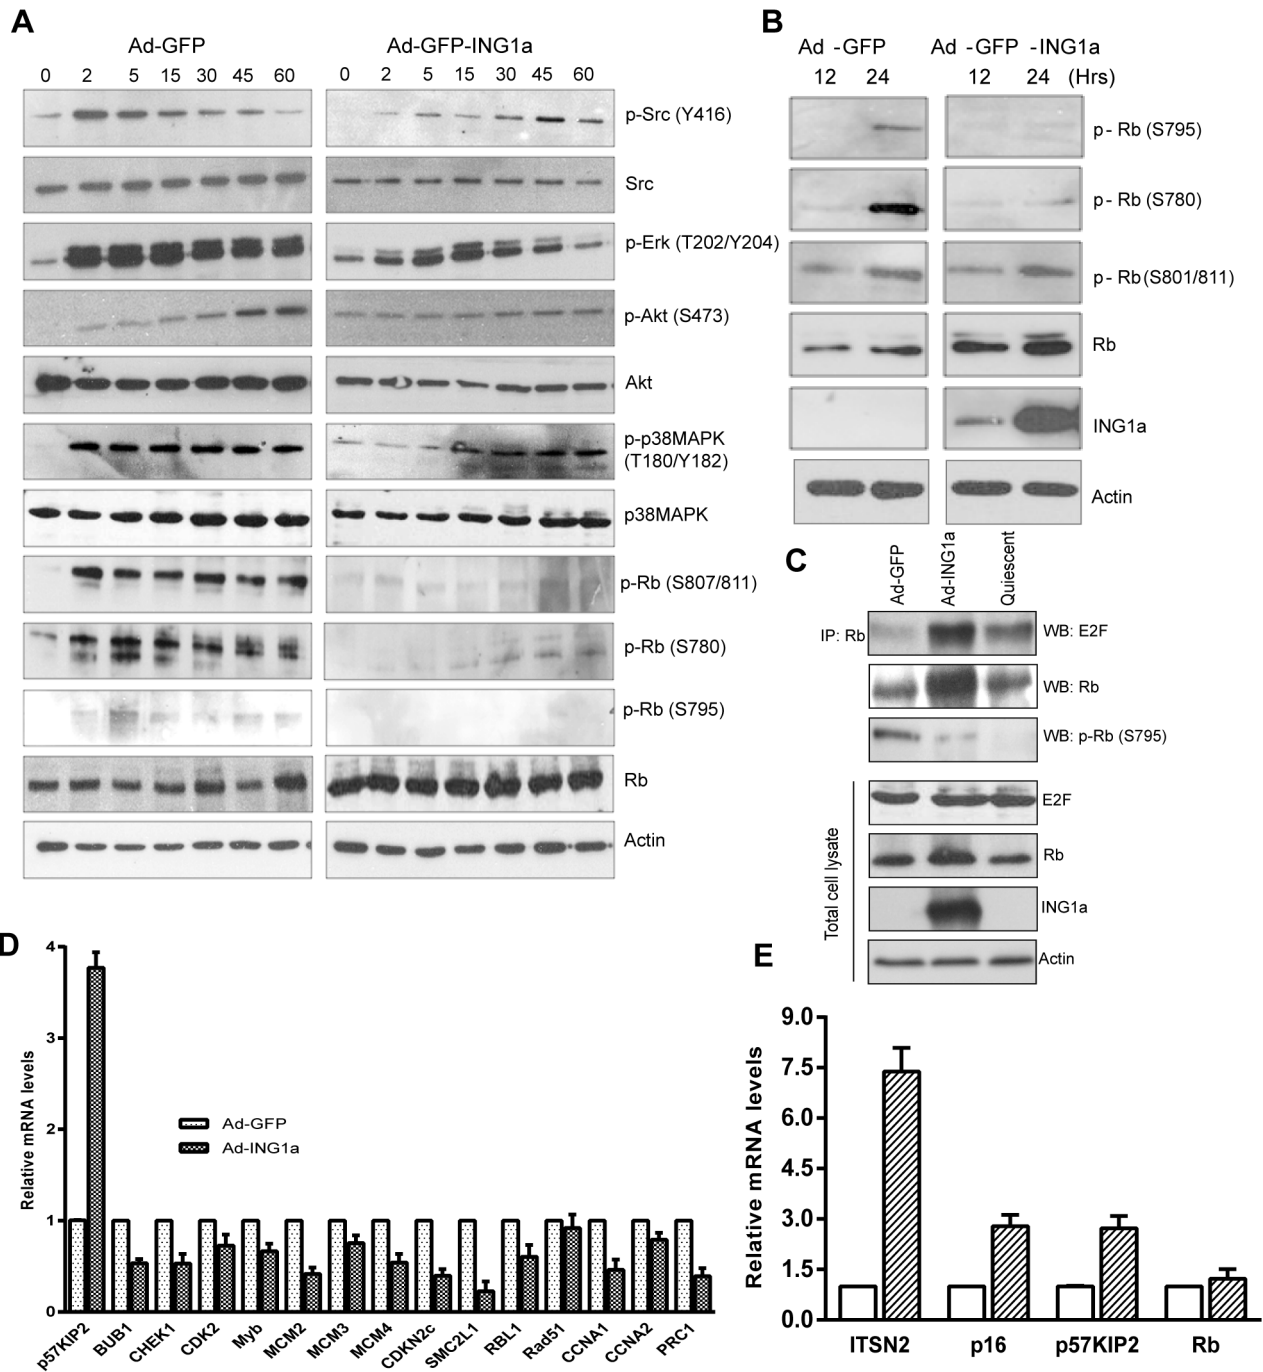 A
Ad-GFP
Ad-GFP-ING1a
0 2 5 15 30 45 60
0 2 5 15 30 45 60
p-Src (Y416)
Src
p-Erk (T202/Y204)
p-Akt (S473)
Akt
p-p38MAPK
(T180/Y182)
p38MAPK
p-Rb (S807/811)
p-Rb (S780)
p-Rb (S795)
Rb
Actin
B
Ad -GFP
Ad -GFP -ING1a
12 24
12 24 (Hrs)
p- Rb (S795)
p- Rb (S780)
p- Rb (S801/811)
Rb
ING1a
Actin
C
Ad-GFP
Ad-ING1a
Quiescent
IP: Rb
WB: E2F
WB: Rb
WB: p-Rb (S795)
Total cell lysate
E2F
Rb
ING1a
Actin
D
Relative mRNA levels
4
3
2
1
0
Ad-GFP
Ad-ING1a
p57KIP2
BUB1
CHEK1
CDK2
Myb
MCM2
MCM3
MCM4
CDKN2c
SMC2L1
RBL1
Rad51
CCNA1
CCNA2
PRC1
E
Relative mRNA levels
9.0
7.5
6.0
4.5
3.0
1.5
0.0
ITSN2
p16
p57KIP2
Rb